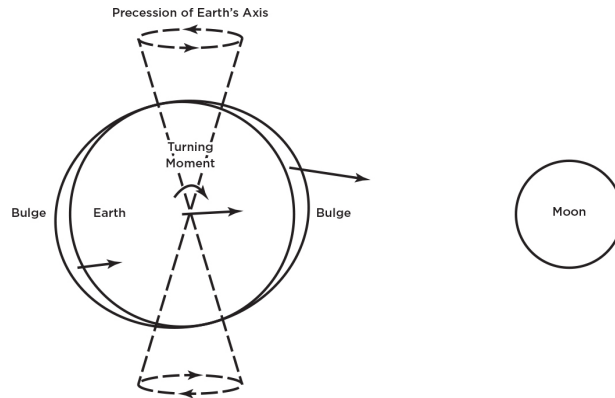 Precession of Earth's Axis
Turning
Moment
Bulge
Earth
Bulge
Moon